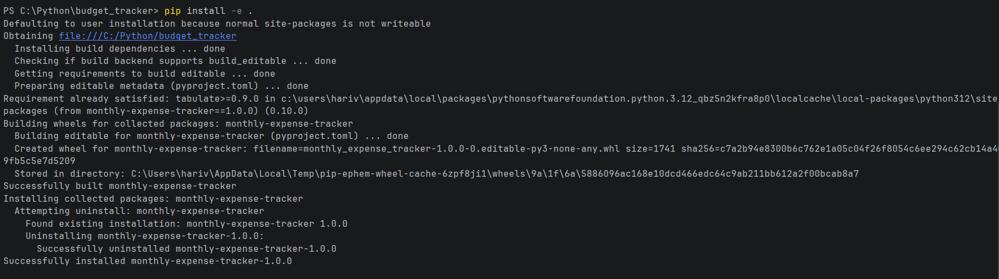 PS C:\Python\budget_tracker> pip install -e .
Defaulting to user installation because normal site-packages is not writeable
Obtaining file:///C:/Python/budget_tracker
  Installing build dependencies ... done
  Checking if build backend supports build_editable ... done
  Getting requirements to build editable ... done
  Preparing editable metadata (pyproject.toml) ... done
Requirement already satisfied: tabulate>=0.9.0 in c:\users\hariv\appdata\local\packages\pythonsoftwarefoundation.python.3.12_qbz5n2kfra8p0\localcache\local-packages\python312\site
packages (from monthly-expense-tracker==1.0.0) (0.10.0)
Building wheels for collected packages: monthly-expense-tracker
  Building editable for monthly-expense-tracker (pyproject.toml) ... done
  Created wheel for monthly-expense-tracker: filename=monthly_expense_tracker-1.0.0-0.editable-py3-none-any.whl size=1741 sha256=c7a2b94e8300b6c762e1a05c04f26f8054c6ee294c62cb14a4
9fb5c5e7d5209
  Stored in directory: C:\Users\hariv\AppData\Local\Temp\pip-ephem-wheel-cache-6zpf8ji1\wheels\9a\1f\6a\5886096ac168e10dcd466edc64c9ab211bb612a2f00bcab8a7
Successfully built monthly-expense-tracker
Installing collected packages: monthly-expense-tracker
  Attempting uninstall: monthly-expense-tracker
    Found existing installation: monthly-expense-tracker 1.0.0
    Uninstalling monthly-expense-tracker-1.0.0:
      Successfully uninstalled monthly-expense-tracker-1.0.0
Successfully installed monthly-expense-tracker-1.0.0